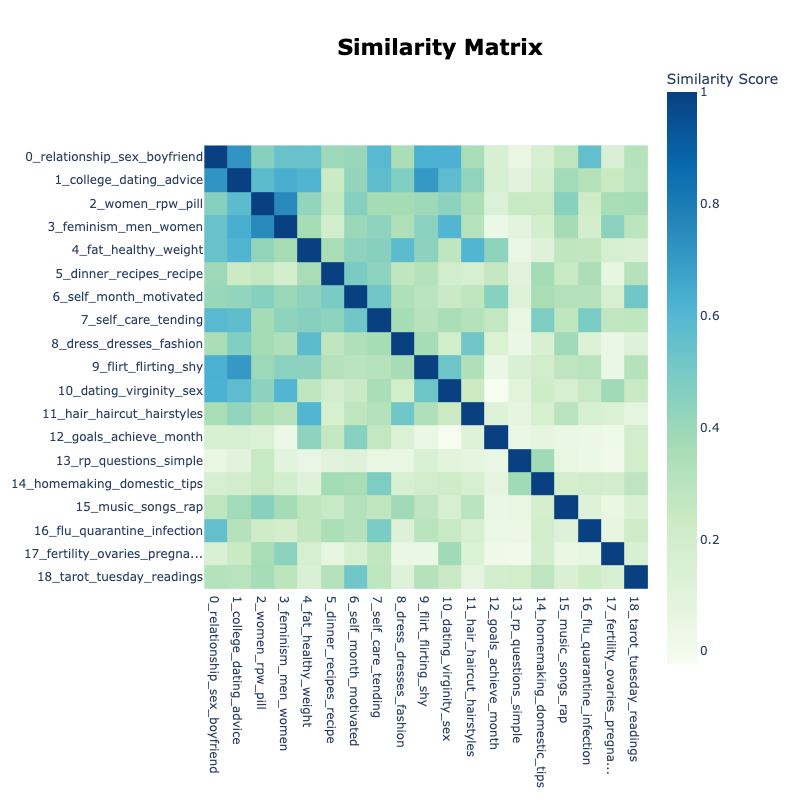 Similarity Matrix
Similarity Score
1
0.8
0.6
0.4
0.2
0
0_relationship_sex_boyfriend
1_college_dating_advice
2_women_rpw_pill
3_feminism_men_women
4_fat_healthy_weight
5_dinner_recipes_recipe
6_self_month_motivated
7_self_care_tending
8_dress_dresses_fashion
9_flirt_flirting_shy
10_dating_virginity_sex
11_hair_haircut_hairstyles
12_goals_achieve_month
13_rp_questions_simple
14_homemaking_domestic_tips
15_music_songs_rap
16_flu_quarantine_infection
17_fertility_ovaries_pregna...
18_tarot_tuesday_readings
0_relationship_sex_boyfriend
1_college_dating_advice
2_women_rpw_pill
3_feminism_men_women
4_fat_healthy_weight
5_dinner_recipes_recipe
6_self_month_motivated
7_self_care_tending
8_dress_dresses_fashion
9_flirt_flirting_shy
10_dating_virginity_sex
11_hair_haircut_hairstyles
12_goals_achieve_month
13_rp_questions_simple
14_homemaking_domestic_tips
15_music_songs_rap
16_flu_quarantine_infection
17_fertility_ovaries_pregna...
18_tarot_tuesday_readings